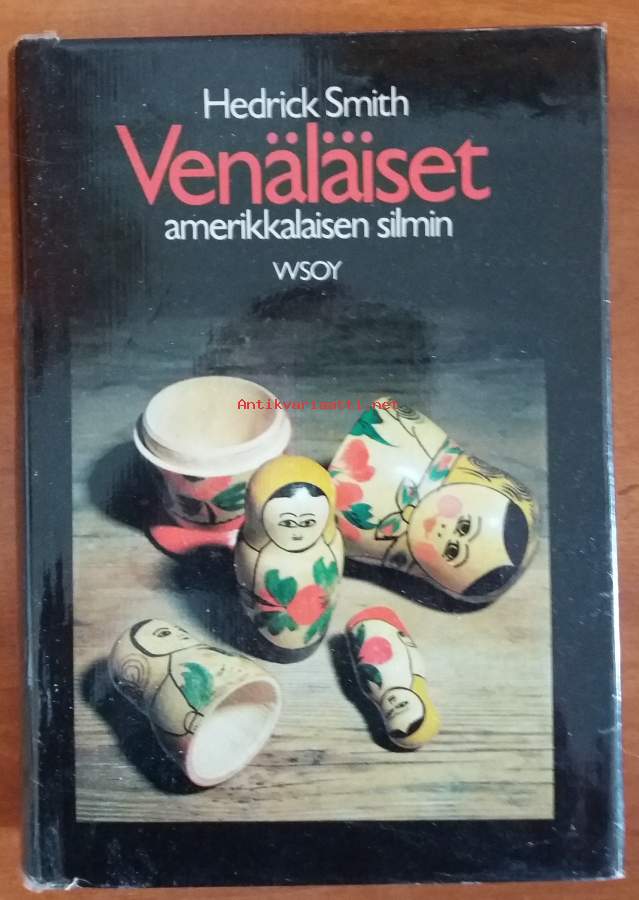 Hedrick Smith
Venäläiset
amerikkalaisen silmin
WSOY
Antikvariaatti.net